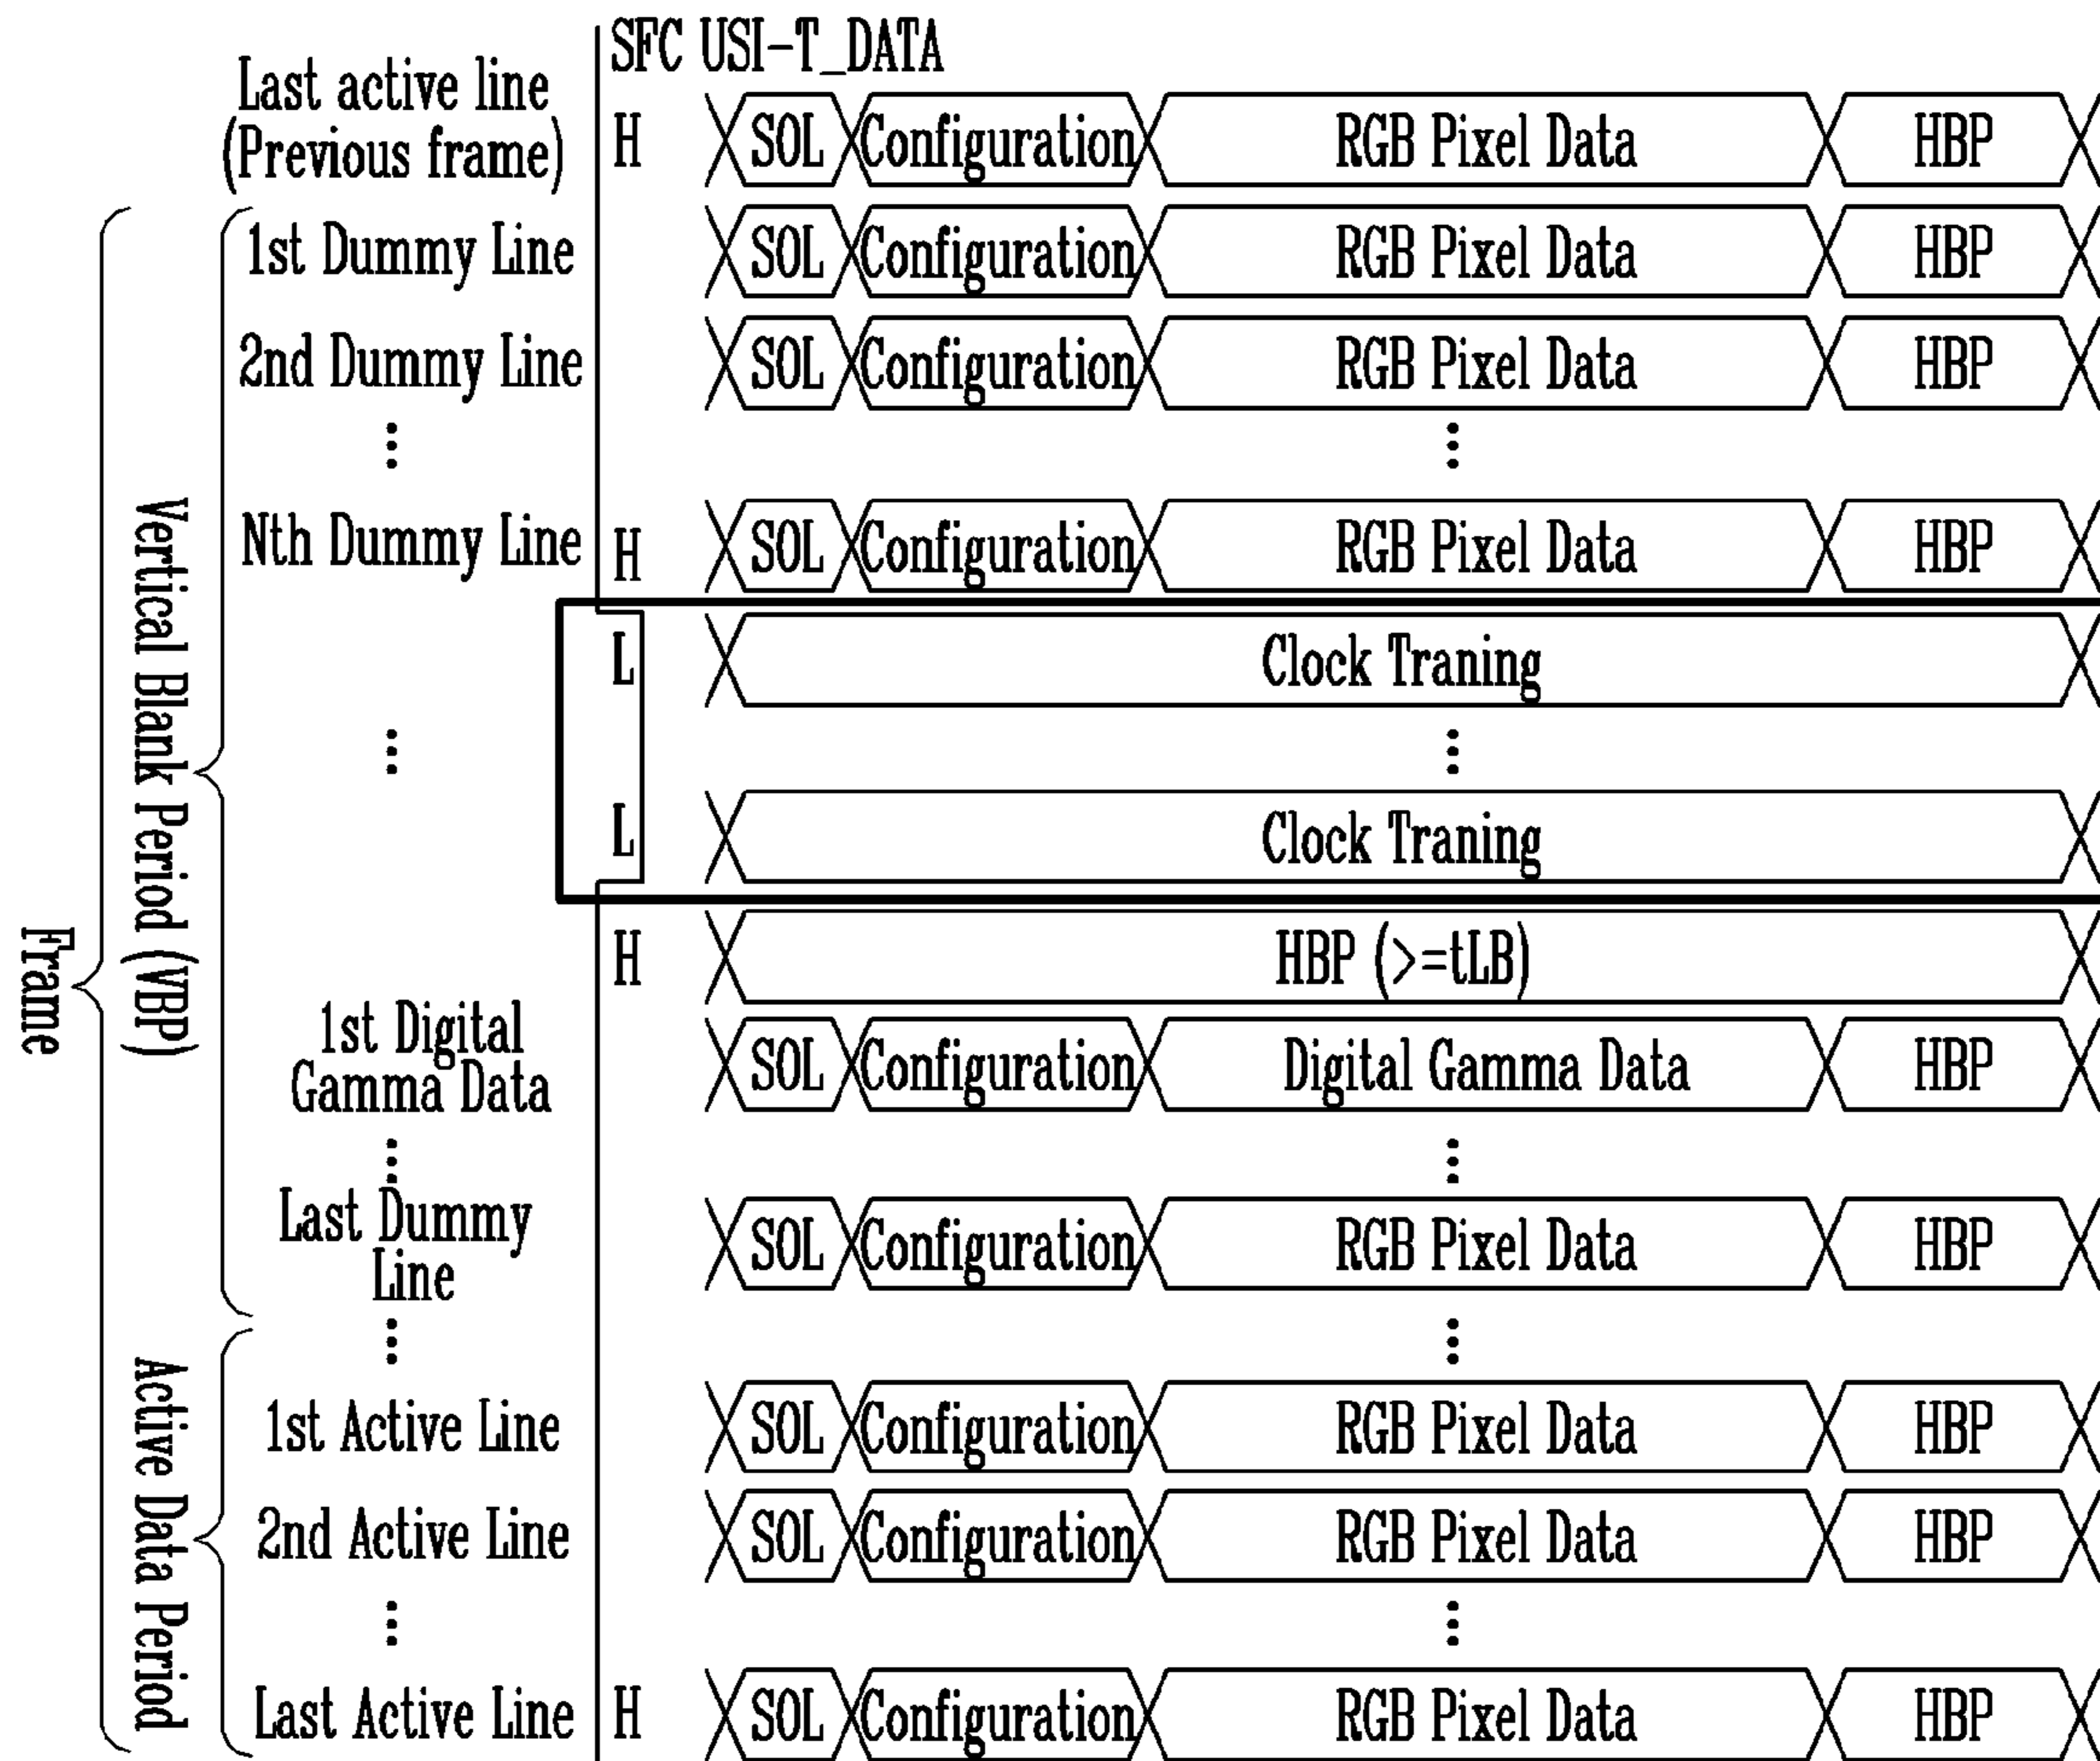 SFC USI-T_DATA
Last active line
(Previous frame)
H SOL Configuration RGB Pixel Data HBP
1st Dummy Line SOL Configuration RGB Pixel Data HBP
2nd Dummy Line SOL Configuration RGB Pixel Data HBP
Nth Dummy Line H SOL Configuration RGB Pixel Data HBP
L Clock Traning
L Clock Traning
H HBP (>=tLB)
1st Digital
Gamma Data
SOL Configuration Digital Gamma Data HBP
Last Dummy
Line
SOL Configuration RGB Pixel Data HBP
1st Active Line SOL Configuration RGB Pixel Data HBP
2nd Active Line SOL Configuration RGB Pixel Data HBP
Last Active Line H SOL Configuration RGB Pixel Data HBP
Vertical Blank Period (VBP)
Active Data Period
Frame